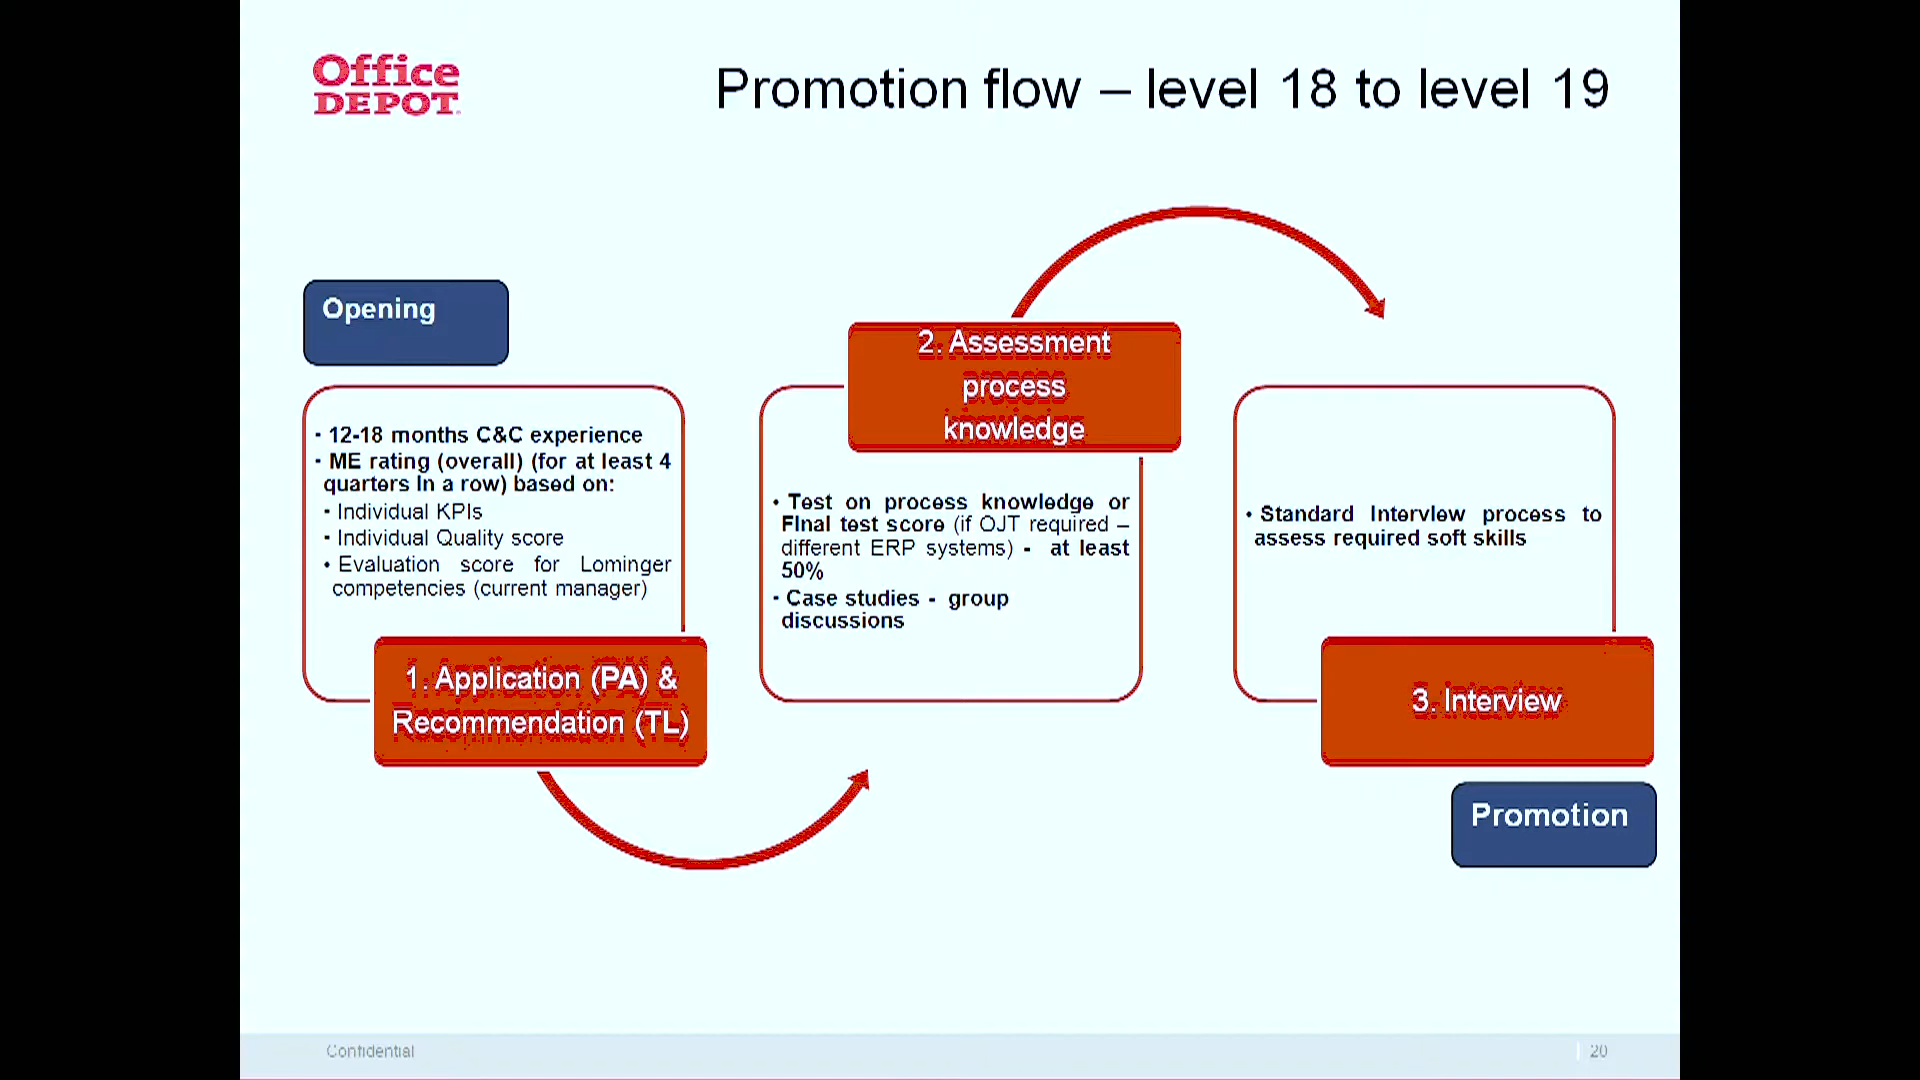 Office
DEPOT
Promotion flow – level 18 to level 19
Opening
• 12-18 months C&C experience
• ME rating (overall) (for at least 4
quarters in a row) based on:
• Individual KPIs
• Individual Quality score
• Evaluation score for Lominger
competencies (current manager)
1. Application (PA) &
Recommendation (TL)
2. Assessment
process
knowledge
• Test on process knowledge or
Final test score (if OJT required –
different ERP systems) - at least
50%
• Case studies - group
discussions
• Standard Interview process to
assess required soft skills
3. Interview
Promotion
Confidential
20